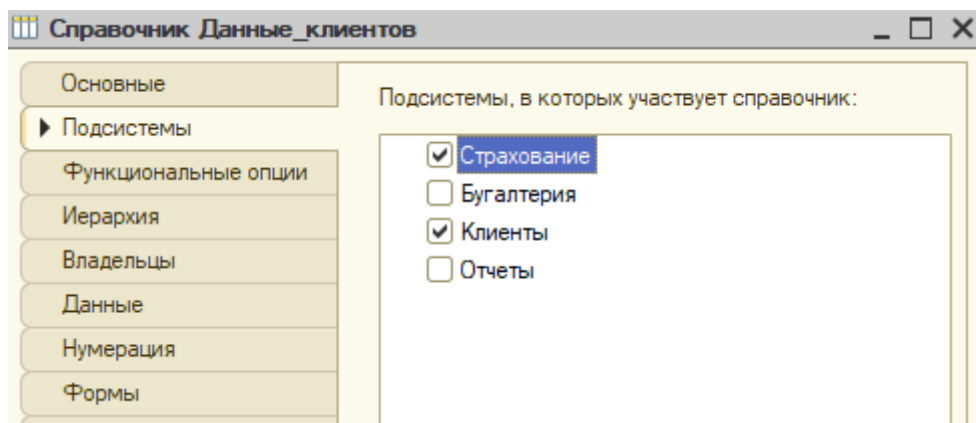 Справочник Данные_клиентов
Основные
Подсистемы
Функциональные опции
Иерархия
Владельцы
Данные
Нумерация
Формы
Подсистемы, в которых участвует справочник:
Страхование
Бугалтерия
Клиенты
Отчеты